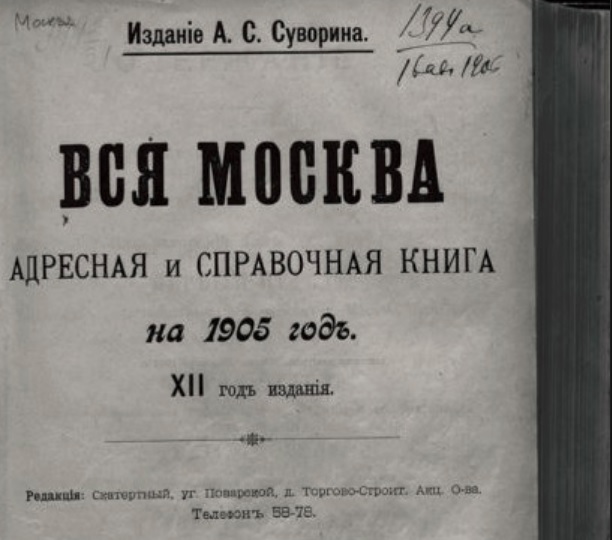 Москва
Изданіе А. С. Суворина.
1394а
ВСЯ МОСКВА
АДРЕСНАЯ и СПРАВОЧНАЯ КНИГА
на 1905 годъ.
XII годъ изданія.
Редакція: Скатертный, уг. Поварской, д. Торгово-Строит. Акц. О-ва.
Телефонъ 58-78.